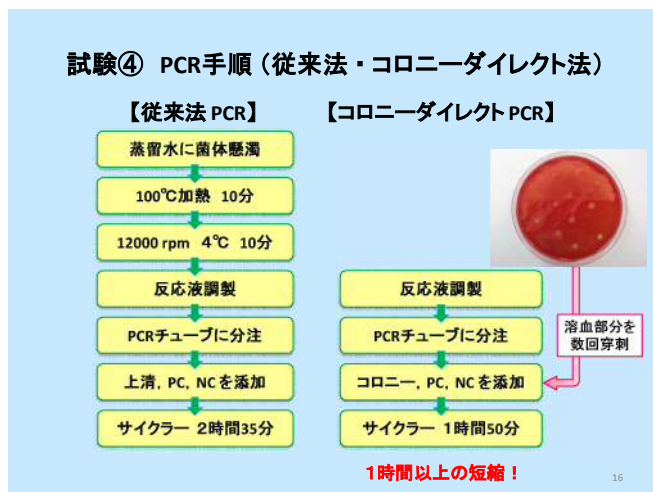 試験④ PCR手順（従来法・コロニーダイレクト法）
【従来法 PCR】
蒸留水に菌体懸濁
100℃加熱 10分
12000 rpm 4℃ 10分
反応液調製
PCRチューブに分注
上清, PC, NCを添加
サイクラー 2時間35分
【コロニーダイレクト PCR】
反応液調製
PCRチューブに分注
コロニー, PC, NCを添加
サイクラー 1時間50分
溶血部分を
数回穿刺
1時間以上の短縮！
16